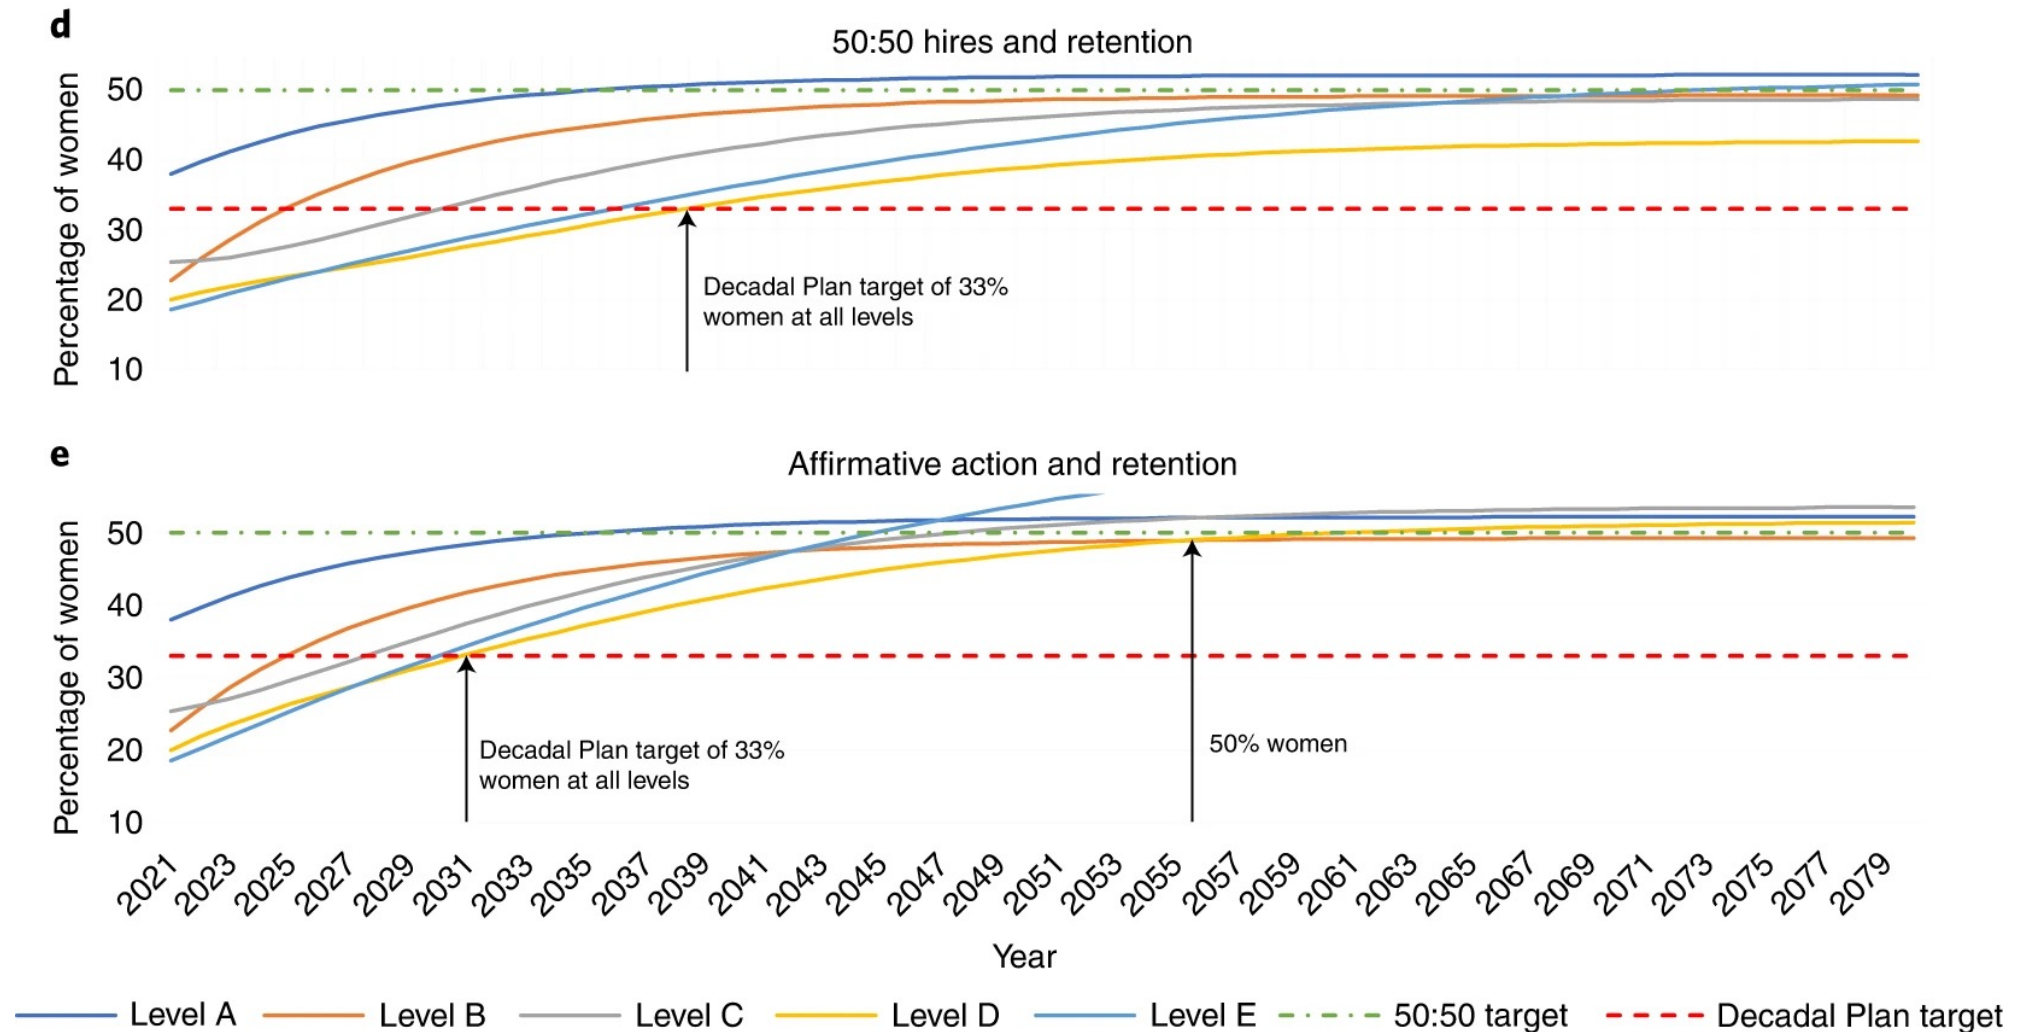 d
50:50 hires and retention
Percentage of women
50
40
30
20
10
Decadal Plan target of 33%
women at all levels
e
Affirmative action and retention
Percentage of women
50
40
30
20
10
Decadal Plan target of 33%
women at all levels
50% women
2021 2023 2025 2027 2029 2031 2033 2035 2037 2039 2041 2043 2045 2047 2049 2051 2053 2055 2057 2059 2061 2063 2065 2067 2069 2071 2073 2075 2077 2079
Year
Level A Level B Level C Level D Level E 50:50 target Decadal Plan target